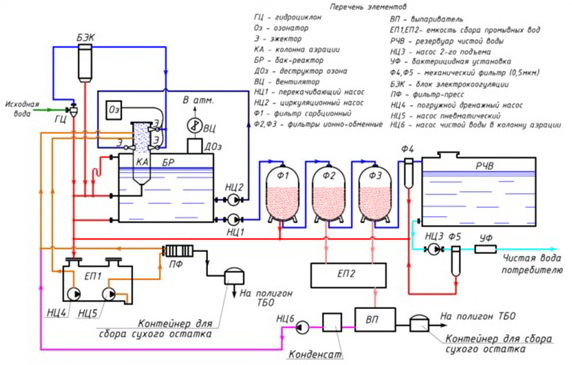 Перечень элементов
ГЦ - гидроциклон
Оз - озонатор
Э - эжектор
КА - колонна аэрации
БР - бак-реактор
ДОз - деструктор озона
ВЦ - вентилятор
НЦ1 - перекачивающий насос
НЦ2 - циркуляционный насос
Ф1 - фильтр сорбционный
Ф2,Ф3 - фильтры ионно-обменные
ВП - выпариватель
ЕП1,ЕП2- емкость сбора промывных вод
РЧВ - резервуар чистой воды
НЦ3 - насос 2-го подъема
УФ - бактерицидная установка
Ф4,Ф5 - механический фильтр (0,5мкм)
БЭК - блок электрокоагуляции
ПФ - фильтр-пресс
НЦ4 - погружной дренажный насос
НЦ5 - насос пневматический
НЦ6 - насос чистой воды в колонну аэрации
БЭК
Исходная
вода
ГЦ
Оз
Э
Э
Э
КА
БР
В атм.
ВЦ
ДОз
НЦ2
НЦ1
Ф1
Ф2
Ф3
Ф4
РЧВ
НЦ3
Ф5
УФ
Чистая вода
потребителю
ЕП1
НЦ4
НЦ5
ПФ
На полигон
ТБО
Контейнер для
сбора сухого остатка
ЕП2
НЦ6
Конденсат
ВП
На полигон ТБО
Контейнер для сбора
сухого остатка